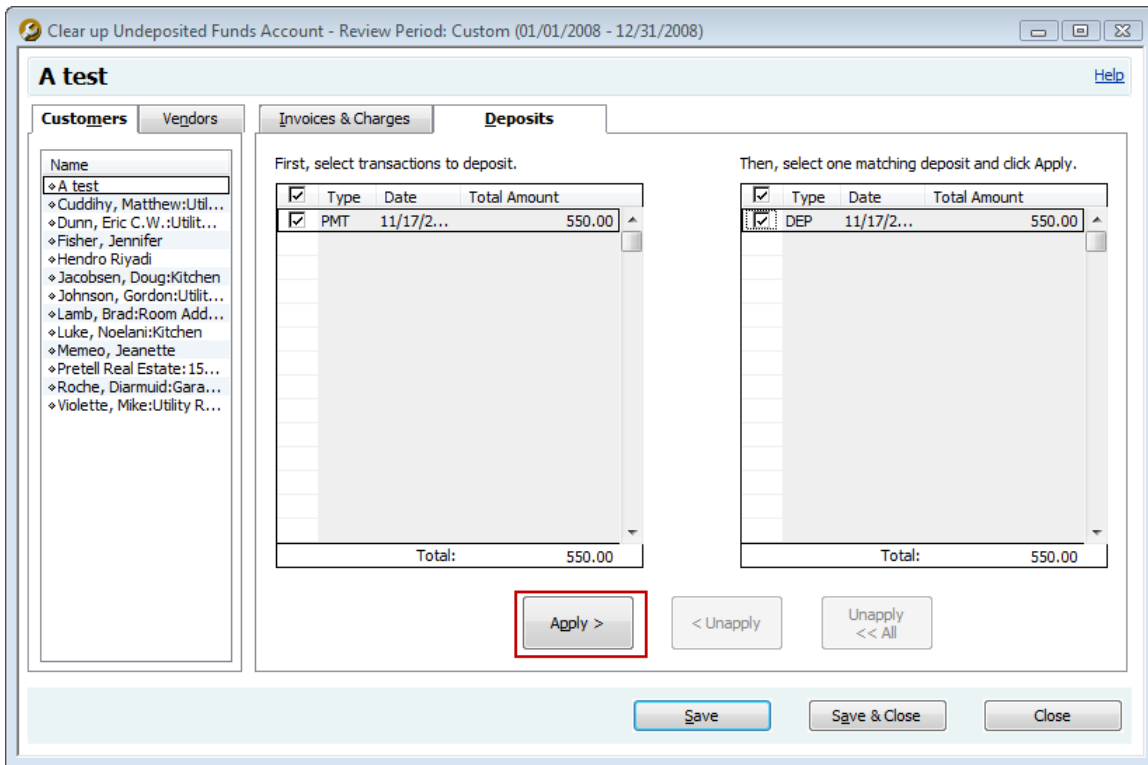 Clear up Undeposited Funds Account - Review Period: Custom (01/01/2008 - 12/31/2008)
A test
Help
Customers Vendors
Invoices & Charges Deposits
Name
A test
Cuddihy, Matthew:Util...
Dunn, Eric C.W.:Utilit...
Fisher, Jennifer
Hendro Riyadi
Jacobsen, Doug:Kitchen
Johnson, Gordon:Utilit...
Lamb, Brad:Room Add...
Luke, Noelani:Kitchen
Memeo, Jeanette
Pretell Real Estate:15...
Roche, Diarmuid:Gara...
Violette, Mike:Utility R...
First, select transactions to deposit.
Type Date Total Amount
PMT 11/17/2... 550.00
Total: 550.00
Then, select one matching deposit and click Apply.
Type Date Total Amount
DEP 11/17/2... 550.00
Total: 550.00
Apply >
< Unapply
Unapply
<< All
Save
Save & Close
Close